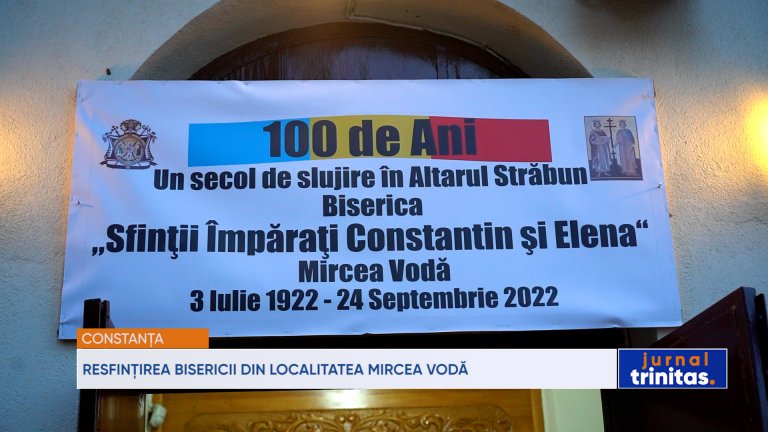 100 de Ani
Un secol de slujire în Altarul Străbun
Biserica
„Sfinţii Împăraţi Constantin şi Elena“
Mircea Vodă
3 Iulie 1922 - 24 Septembrie 2022
CONSTANȚA
RESFINȚIREA BISERICII DIN LOCALITATEA MIRCEA VODĂ
jurnal
trinitas.